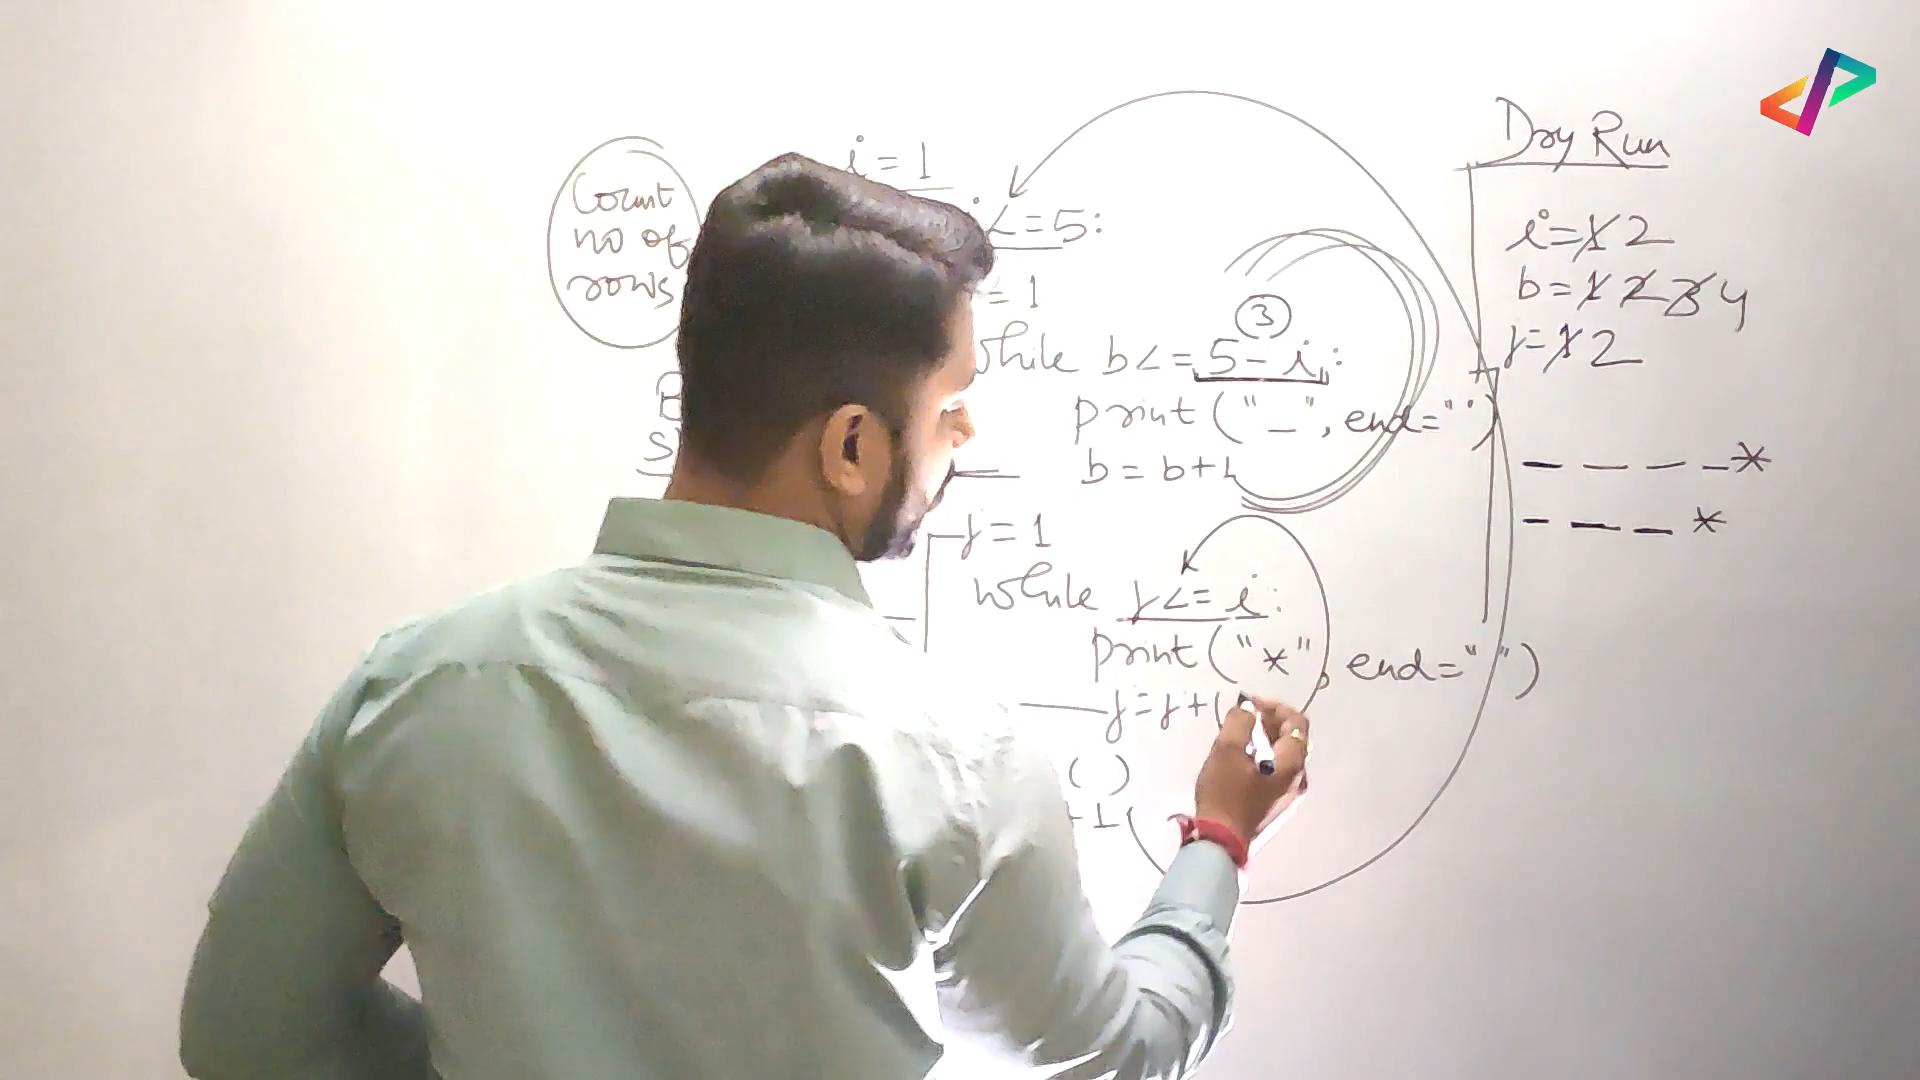 Count
no of
rows
i = 1
<=5:
= 1
while b<= 5-i:
3
print("_", end="")
b = b+1
j = 1
while j<= i:
print("*", end=" ")
j=j+1
()
+1
Dry Run
i=1 2
b=1 2 3 4
j=1 2
_ _ _ _ *
_ _ _ *